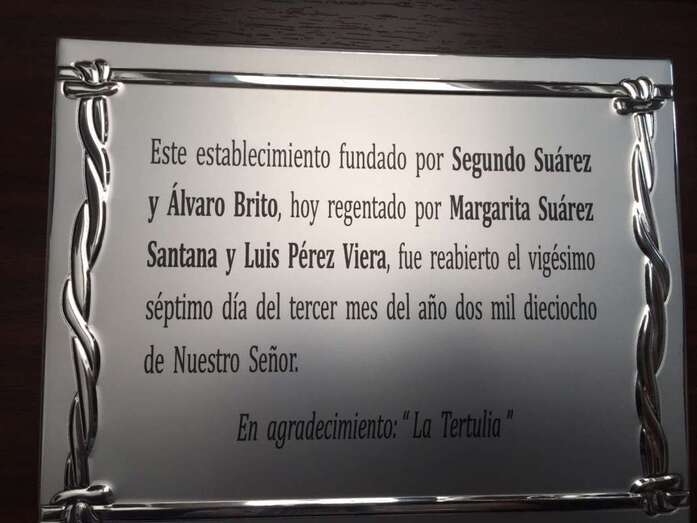 Este establecimiento fundado por Segundo Suárez
y Álvaro Brito, hoy regentado por Margarita Suárez
Santana y Luis Pérez Viera, fue reabierto el vigésimo
séptimo día del tercer mes del año dos mil dieciocho
de Nuestro Señor.
En agradecimiento: " La Tertulia "